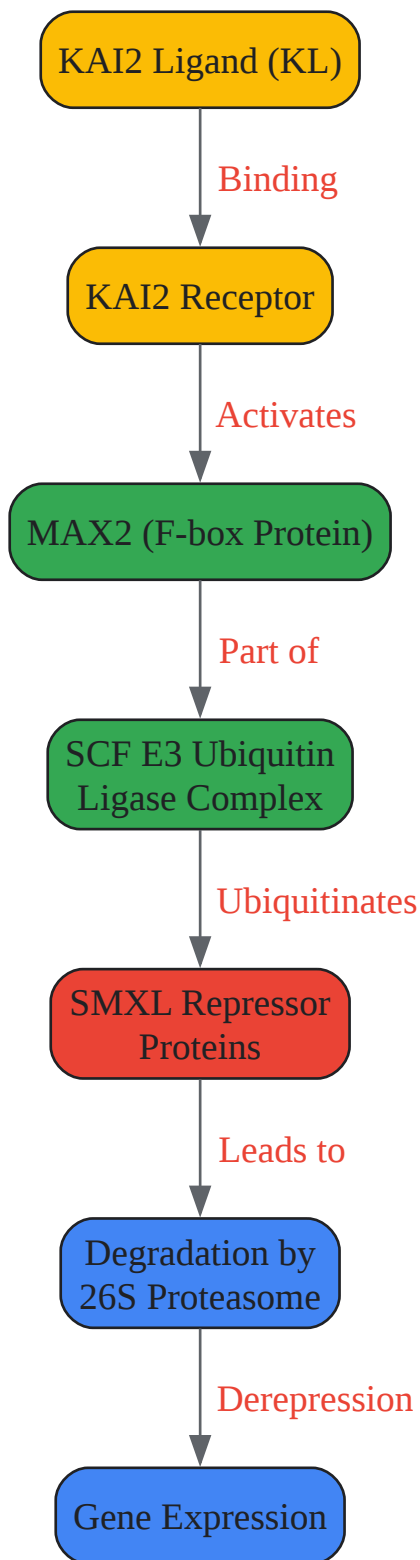 KAI2 Ligand (KL)
Binding
KAI2 Receptor
Activates
MAX2 (F-box Protein)
Part of
SCF E3 Ubiquitin
Ligase Complex
Ubiquitinates
SMXL Repressor
Proteins
Leads to
Degradation by
26S Proteasome
Derepression
Gene Expression